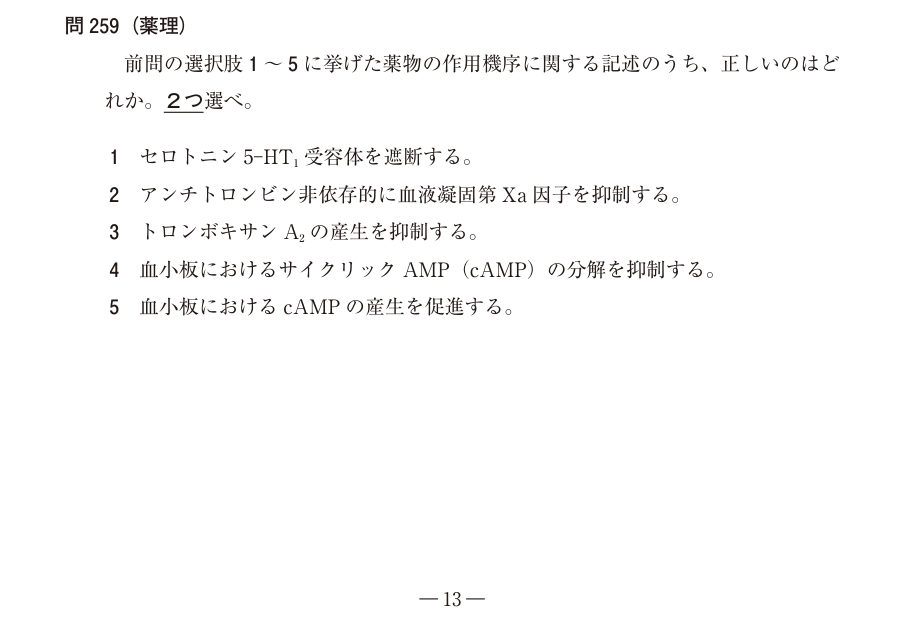 問 259（薬理）
前問の選択肢 1 ～ 5 に挙げた薬物の作用機序に関する記述のうち、正しいのはど
れか。２つ選べ。
1 セロトニン 5-HT₁ 受容体を遮断する。
2 アンチトロンビン非依存的に血液凝固第 Xa 因子を抑制する。
3 トロンボキサン A₂ の産生を抑制する。
4 血小板におけるサイクリック AMP（cAMP）の分解を抑制する。
5 血小板における cAMP の産生を促進する。
— 13 —